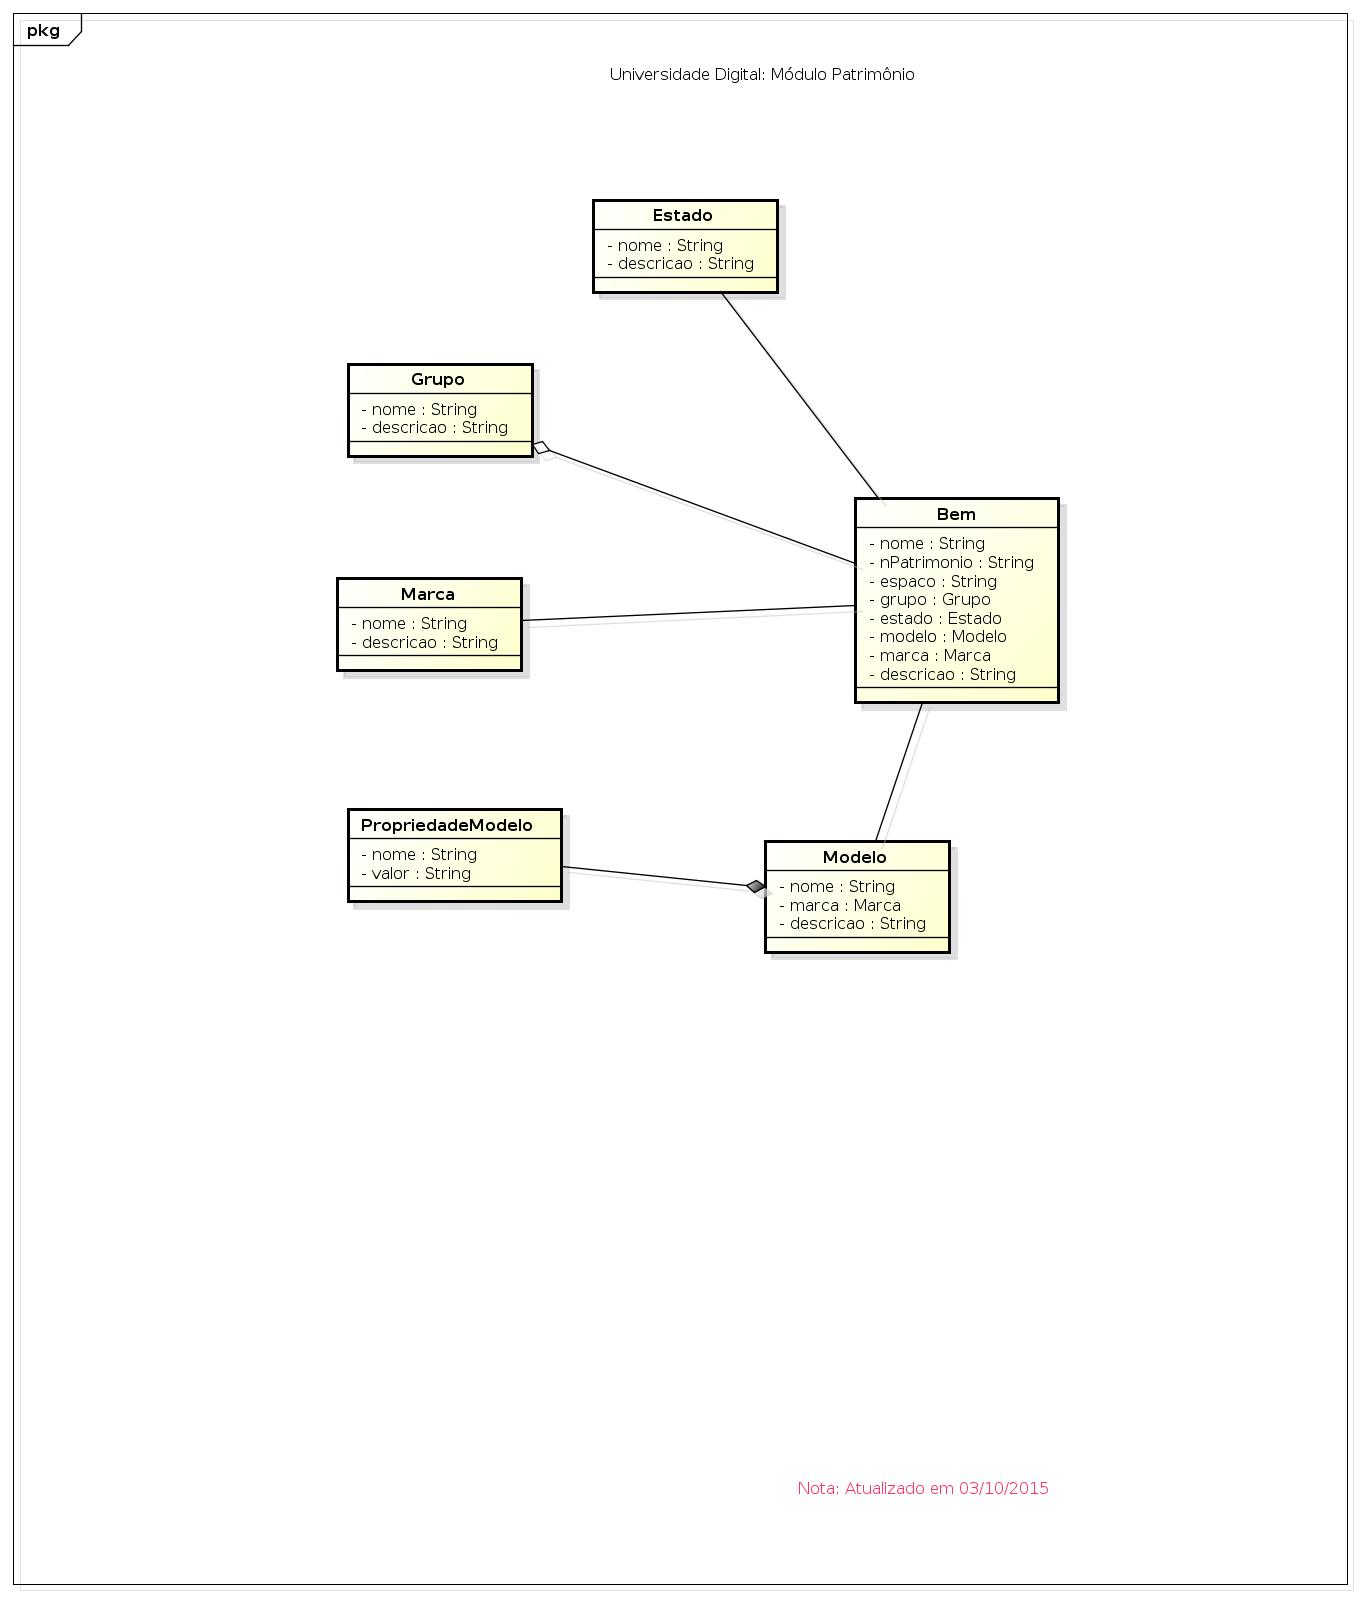 pkg
Universidade Digital: Módulo Patrimônio
Estado
- nome : String
- descricao : String
Grupo
- nome : String
- descricao : String
Bem
- nome : String
- nPatrimonio : String
- espaco : String
- grupo : Grupo
- estado : Estado
- modelo : Modelo
- marca : Marca
- descricao : String
Marca
- nome : String
- descricao : String
PropriedadeModelo
- nome : String
- valor : String
Modelo
- nome : String
- marca : Marca
- descricao : String
Nota: Atualizado em 03/10/2015